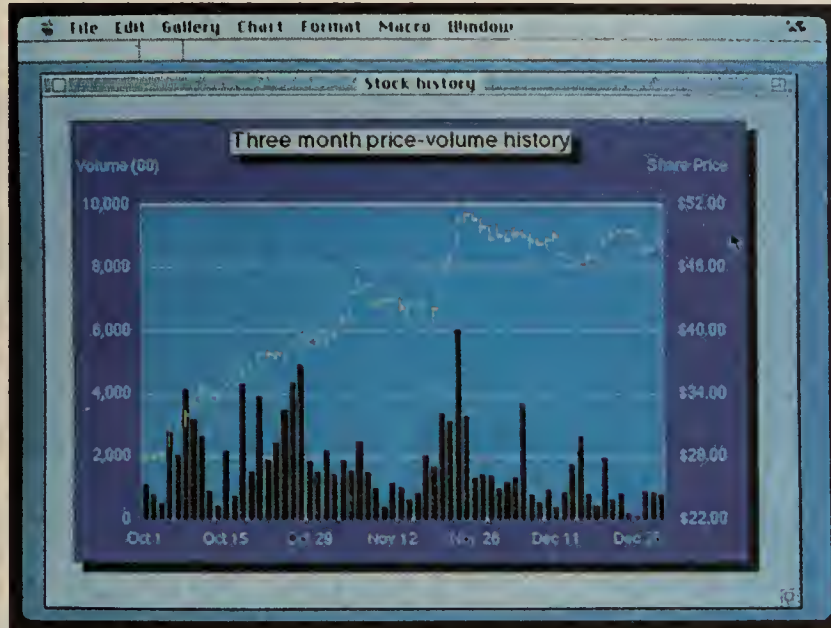 File Edit Gallery Chart Format Macro Window
Stock history
Three month price-volume history
Volume (00) Share Price
10,000 $52.00
8,000 $46.00
6,000 $40.00
4,000 $34.00
2,000 $28.00
0 $22.00
Oct 1 Oct 15 Oct 29 Nov 12 Nov 26 Dec 11 Dec